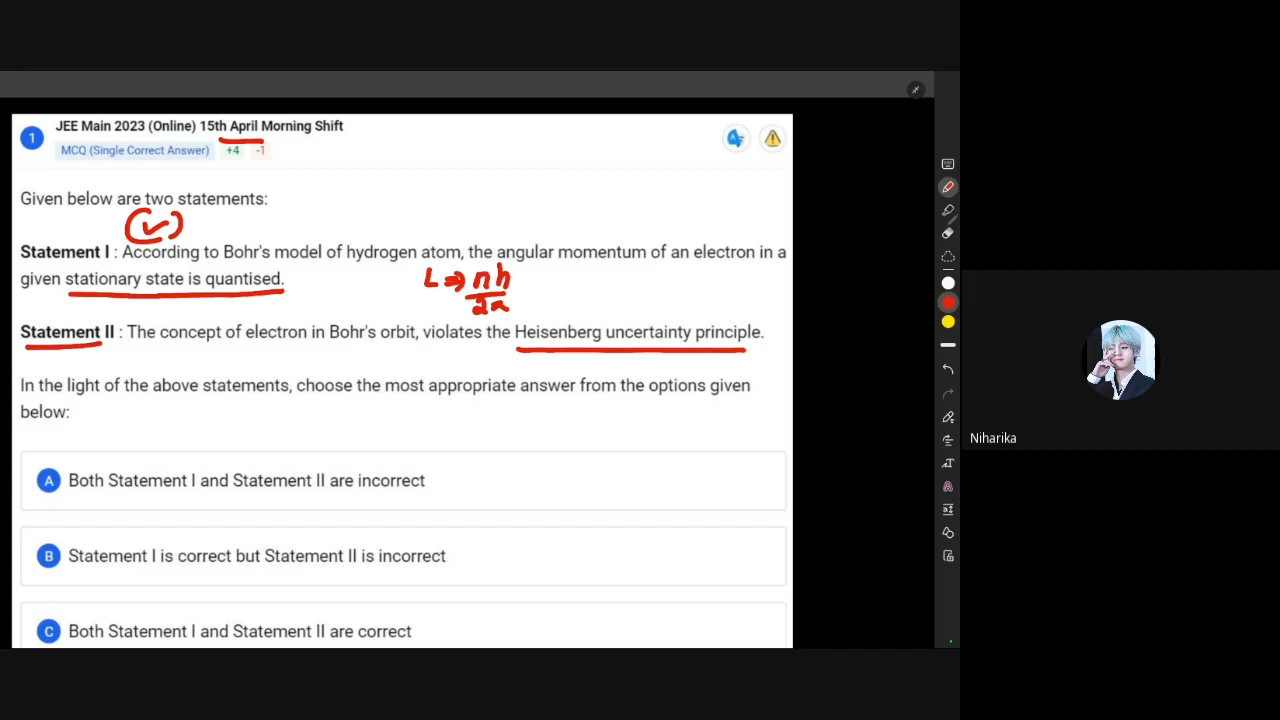 JEE Main 2023 (Online) 15th April Morning Shift
1
MCQ (Single Correct Answer) +4 -1
Given below are two statements:
Statement I : According to Bohr's model of hydrogen atom, the angular momentum of an electron in a
given stationary state is quantised.
L ⇒ nh/2π
Statement II : The concept of electron in Bohr's orbit, violates the Heisenberg uncertainty principle.
In the light of the above statements, choose the most appropriate answer from the options given
below:
A Both Statement I and Statement II are incorrect
B Statement I is correct but Statement II is incorrect
C Both Statement I and Statement II are correct
Niharika